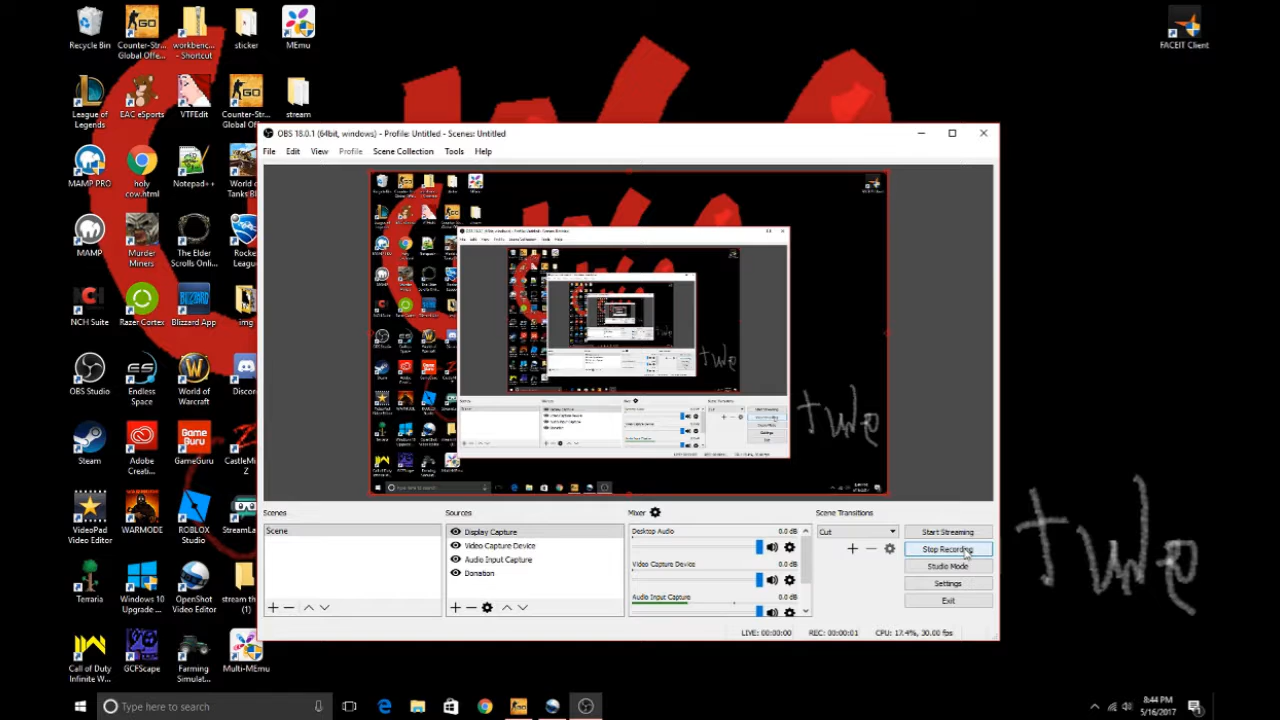 Recycle Bin
Counter-Str... Global Offe...
workbenc... - Shortcut
sticker
MEmu
FACEIT Client
League of Legends
EAC eSports
VTFEdit
Counter-Str... Global Off...
stream
OBS 18.0.1 (64bit, windows) - Profile: Untitled - Scenes: Untitled
File Edit View Profile Scene Collection Tools Help
MAMP PRO
holy cow.html
Notepad++
World of Tanks Bl...
MAMP
Murder Miners
The Elder Scrolls Onli...
Rocke Leagu
NCH Suite
Razer Cortex
Blizzard App
img
OBS Studio
Endless Space
World of Warcraft
Discor
Steam
Adobe Creati...
GameGuru
CastleMi Z
VideoPad Video Editor
WARMODE
ROBLOX Studio
StreamLa
Terraria
Windows 10 Upgrade ...
OpenShot Video Editor
stream th (1)
Call of Duty Infinite W...
GCFScape
Farming Simulator...
Multi-MEmu
Scenes
Scene
Sources
Display Capture
Video Capture Device
Audio Input Capture
Donation
Mixer
Desktop Audio 0.0 dB
Video Capture Device 0.0 dB
Audio Input Capture 0.0 dB
Scene Transitions
Cut
Start Streaming
Stop Recording
Studio Mode
Settings
Exit
LIVE: 00:00:00 REC: 00:00:01 CPU: 17.4%, 30.00 fps
Type here to search
8:44 PM
5/16/2017